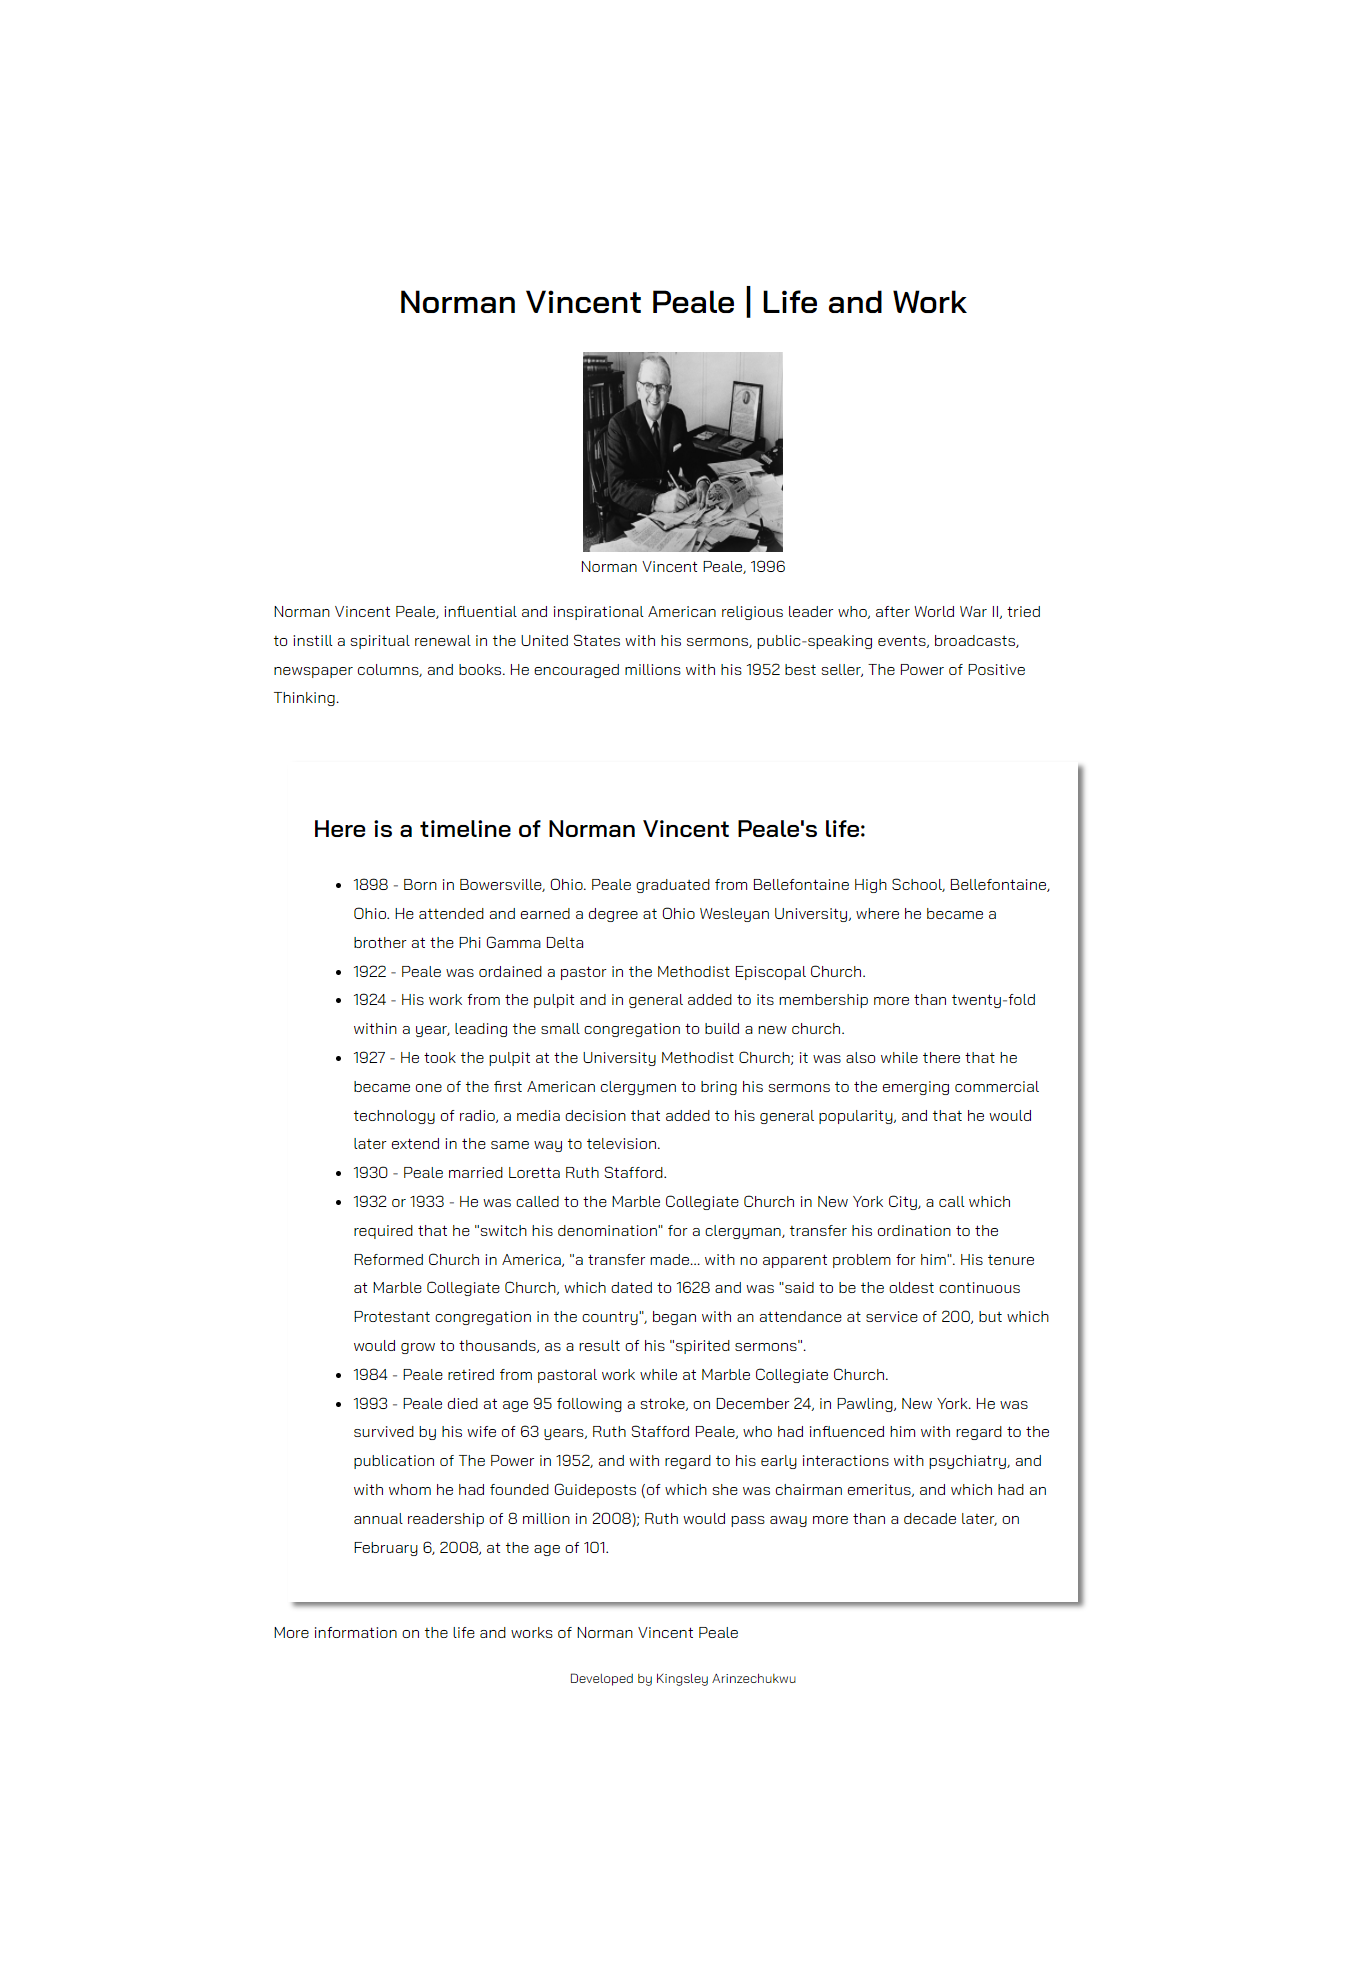 Norman Vincent Peale | Life and Work
Norman Vincent Peale, 1996
Norman Vincent Peale, influential and inspirational American religious leader who, after World War II, tried
to instill a spiritual renewal in the United States with his sermons, public-speaking events, broadcasts,
newspaper columns, and books. He encouraged millions with his 1952 best seller, The Power of Positive
Thinking.
Here is a timeline of Norman Vincent Peale's life:
• 1898 - Born in Bowersville, Ohio. Peale graduated from Bellefontaine High School, Bellefontaine,
Ohio. He attended and earned a degree at Ohio Wesleyan University, where he became a
brother at the Phi Gamma Delta
• 1922 - Peale was ordained a pastor in the Methodist Episcopal Church.
• 1924 - His work from the pulpit and in general added to its membership more than twenty-fold
within a year, leading the small congregation to build a new church.
• 1927 - He took the pulpit at the University Methodist Church; it was also while there that he
became one of the first American clergymen to bring his sermons to the emerging commercial
technology of radio, a media decision that added to his general popularity, and that he would
later extend in the same way to television.
• 1930 - Peale married Loretta Ruth Stafford.
• 1932 or 1933 - He was called to the Marble Collegiate Church in New York City, a call which
required that he "switch his denomination" for a clergyman, transfer his ordination to the
Reformed Church in America, "a transfer made... with no apparent problem for him". His tenure
at Marble Collegiate Church, which dated to 1628 and was "said to be the oldest continuous
Protestant congregation in the country", began with an attendance at service of 200, but which
would grow to thousands, as a result of his "spirited sermons".
• 1984 - Peale retired from pastoral work while at Marble Collegiate Church.
• 1993 - Peale died at age 95 following a stroke, on December 24, in Pawling, New York. He was
survived by his wife of 63 years, Ruth Stafford Peale, who had influenced him with regard to the
publication of The Power in 1952, and with regard to his early interactions with psychiatry, and
with whom he had founded Guideposts (of which she was chairman emeritus, and which had an
annual readership of 8 million in 2008); Ruth would pass away more than a decade later, on
February 6, 2008, at the age of 101.
More information on the life and works of Norman Vincent Peale
Developed by Kingsley Arinzechukwu